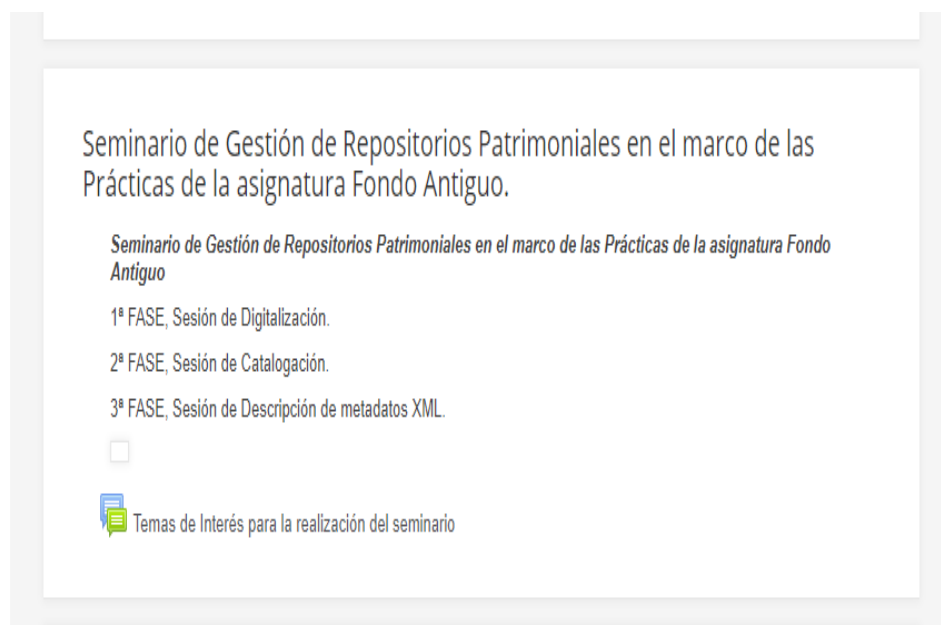 Seminario de Gestión de Repositorios Patrimoniales en el marco de las
Prácticas de la asignatura Fondo Antiguo.
Seminario de Gestión de Repositorios Patrimoniales en el marco de las Prácticas de la asignatura Fondo
Antiguo
1ª FASE, Sesión de Digitalización.
2ª FASE, Sesión de Catalogación.
3ª FASE, Sesión de Descripción de metadatos XML.
Temas de Interés para la realización del seminario